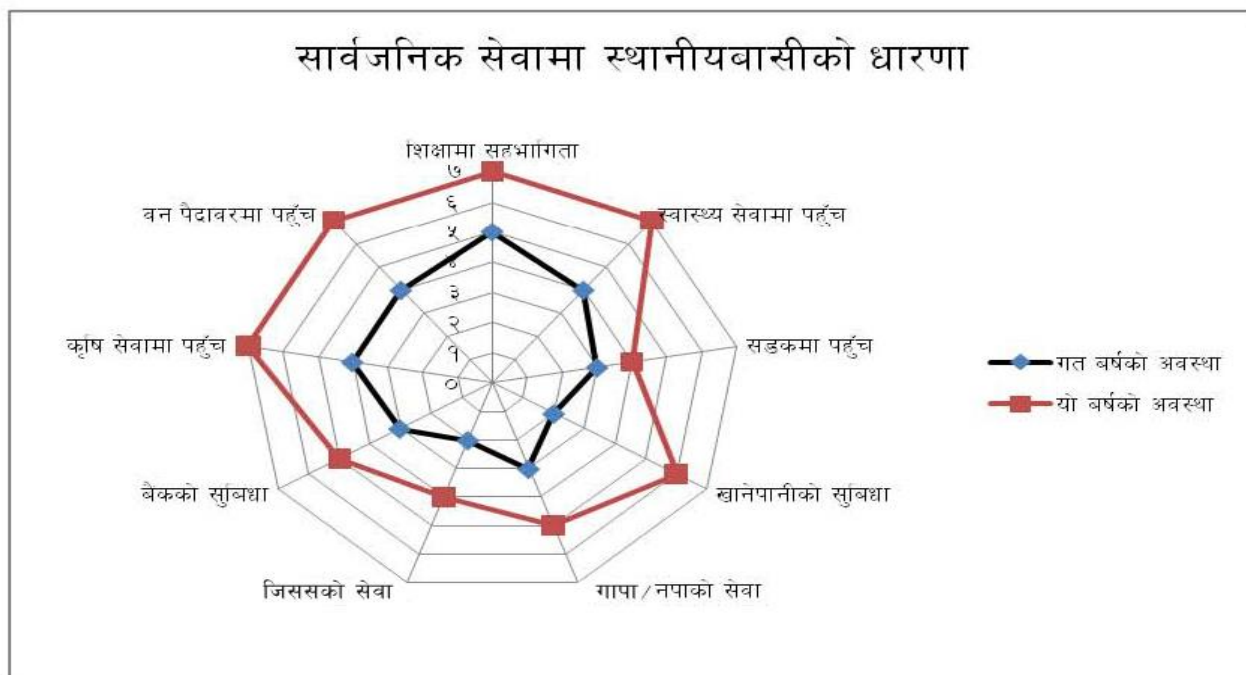 सार्वजनिक सेवामा स्थानीयबासीको धारणा
शिक्षामा सहभागिता
स्वास्थ्य सेवामा पहुँच
सडकमा पहुँच
खानेपानीको सुबिधा
गापा/नपाको सेवा
जिससको सेवा
बैकको सुबिधा
कृषि सेवामा पहुँच
वन पैदावरमा पहुँच
७
६
५
४
३
२
१
०
गत बर्षको अवस्था
यो बर्षको अवस्था